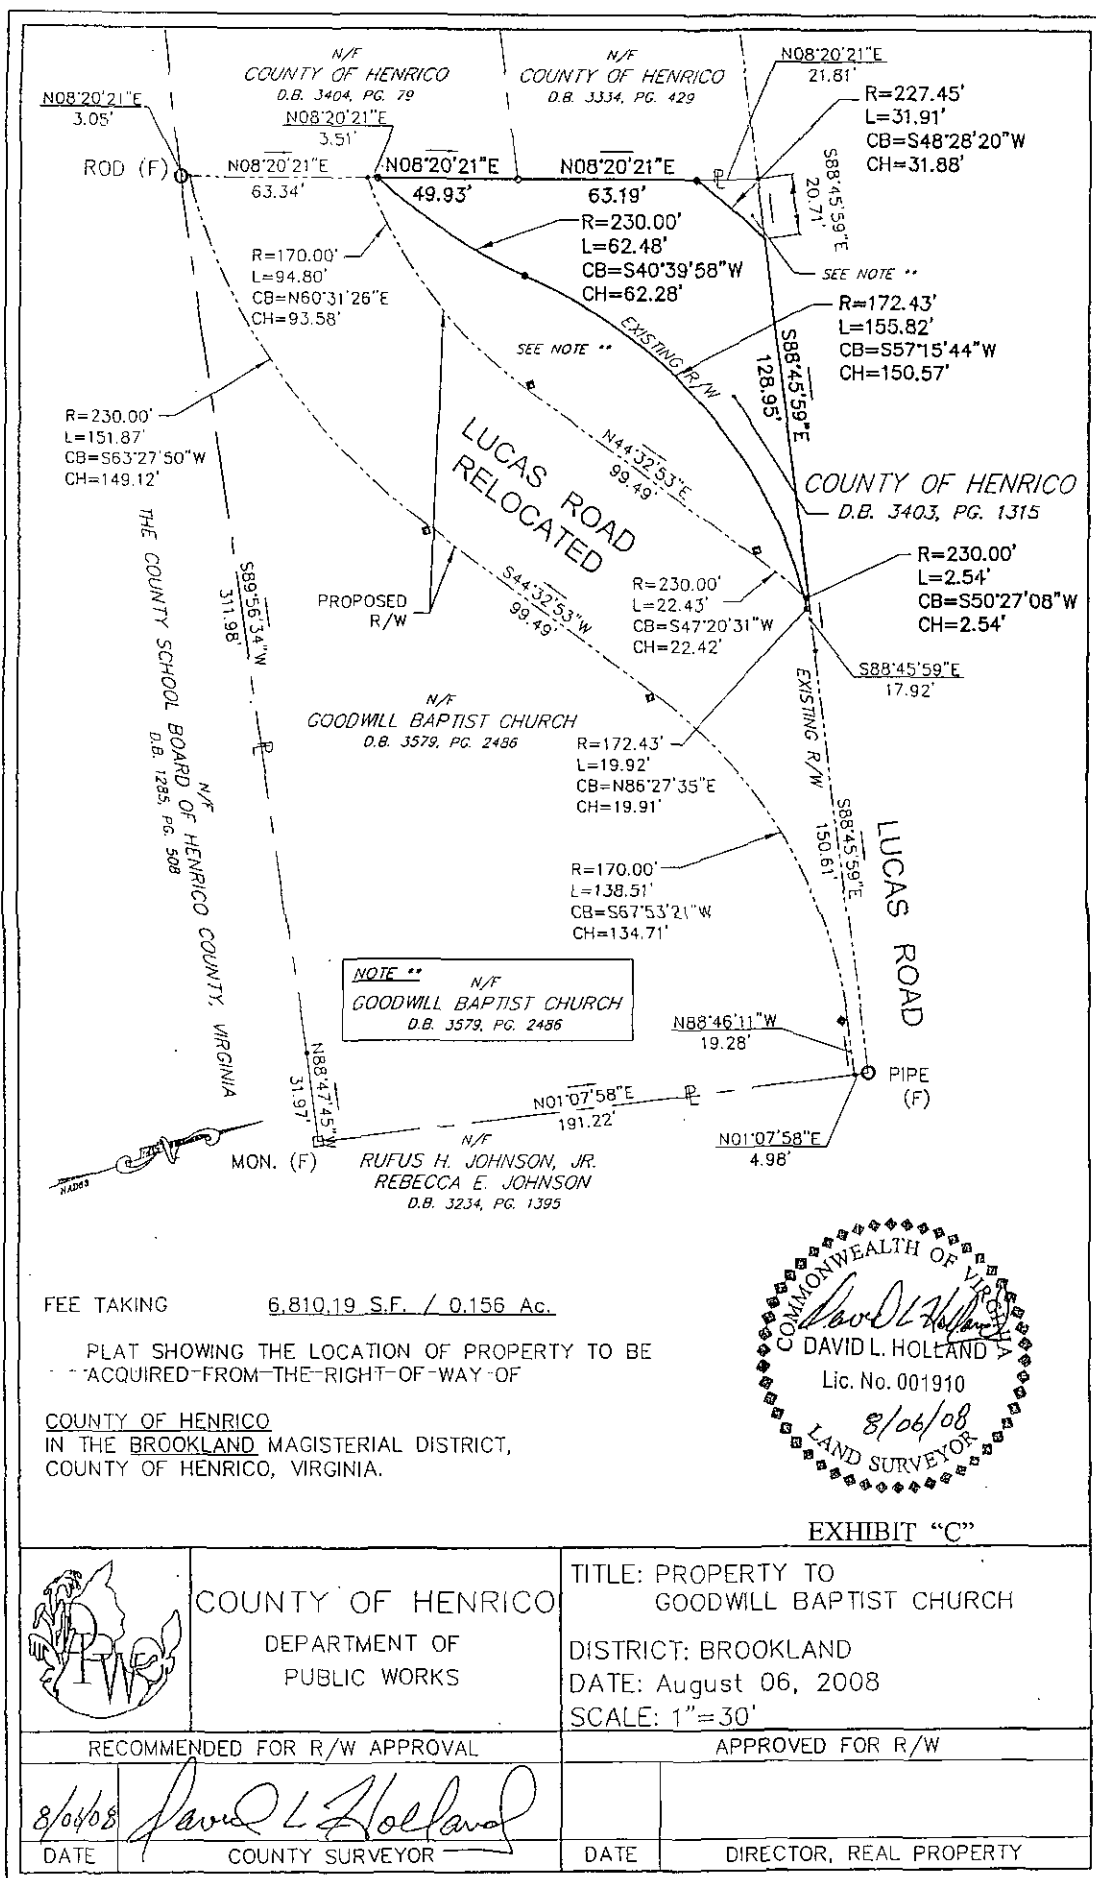 N/F
COUNTY OF HENRICO
D.B. 3404, PG. 79
N/F
COUNTY OF HENRICO
D.B. 3334, PG. 429
N08°20'21"E
21.81'
N08°20'21"E
3.05'
N08°20'21"E
3.51'
R=227.45'
L=31.91'
CB=S48°28'20"W
CH=31.88'
ROD (F)
N08°20'21"E
63.34'
N08°20'21"E
49.93'
N08°20'21"E
63.19'
PL
S88°45'59"E
20.71'
R=230.00'
L=62.48'
CB=S40°39'58"W
CH=62.28'
R=170.00'
L=94.80'
CB=N60°31'26"E
CH=93.58'
SEE NOTE **
R=172.43'
L=155.82'
CB=S57°15'44"W
CH=150.57'
EXISTING R/W
SEE NOTE **
S88°45'59"E
128.95'
R=230.00'
L=151.87'
CB=S63°27'50"W
CH=149.12'
LUCAS ROAD
RELOCATED
N44°32'53"E
99.49'
COUNTY OF HENRICO
D.B. 3403, PG. 1315
R=230.00'
L=2.54'
CB=S50°27'08"W
CH=2.54'
R=230.00'
L=22.43'
CB=S47°20'31"W
CH=22.42'
PROPOSED
R/W
S44°32'53"W
99.49'
S89°56'34"W
311.98'
S88°45'59"E
17.92'
EXISTING R/W
N/F
GOODWILL BAPTIST CHURCH
D.B. 3579, PG. 2486
N/F
THE COUNTY SCHOOL BOARD OF HENRICO COUNTY, VIRGINIA
D.B. 1285, PG. 508
PL
R=172.43'
L=19.92'
CB=N86°27'35"E
CH=19.91'
S88°45'59"E
150.61'
LUCAS ROAD
R=170.00'
L=138.51'
CB=S67°53'21"W
CH=134.71'
NOTE **
N/F
GOODWILL BAPTIST CHURCH
D.B. 3579, PG. 2486
N88°46'11"W
19.28'
N88°47'45"W
31.97'
N01°07'58"E
191.22'
PL
PIPE
(F)
N01°07'58"E
4.98'
MON. (F)
N/F
RUFUS H. JOHNSON, JR.
REBECCA E. JOHNSON
D.B. 3234, PG. 1395
NAD83
FEE TAKING 6,810.19 S.F. / 0.156 Ac.
PLAT SHOWING THE LOCATION OF PROPERTY TO BE
ACQUIRED FROM THE RIGHT OF WAY OF
COUNTY OF HENRICO
IN THE BROOKLAND MAGISTERIAL DISTRICT,
COUNTY OF HENRICO, VIRGINIA.
COMMONWEALTH OF VIRGINIA
David L Holland
DAVID L. HOLLAND
Lic. No. 001910
8/06/08
LAND SURVEYOR
EXHIBIT "C"
DPW
COUNTY OF HENRICO
DEPARTMENT OF
PUBLIC WORKS
TITLE: PROPERTY TO
GOODWILL BAPTIST CHURCH
DISTRICT: BROOKLAND
DATE: August 06, 2008
SCALE: 1"=30'
RECOMMENDED FOR R/W APPROVAL
APPROVED FOR R/W
8/06/08 David L Holland
DATE COUNTY SURVEYOR
DATE DIRECTOR, REAL PROPERTY